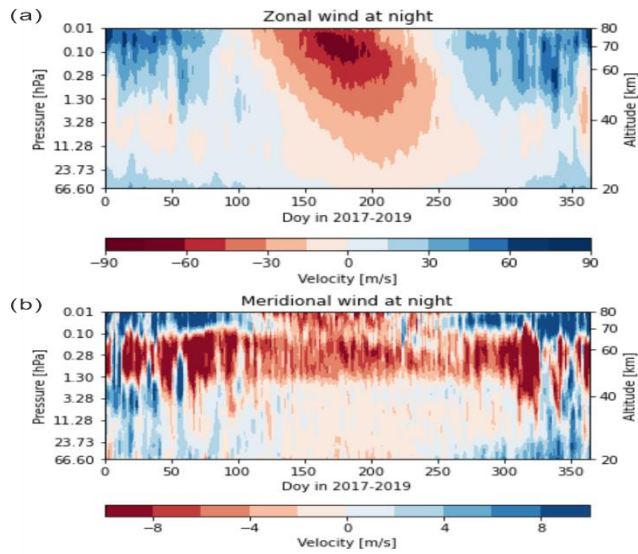 (a)
Zonal wind at night
0.01
0.10
0.28
1.30
3.28
11.28
23.73
66.60
Pressure [hPa]
80
70
60
40
20
Altitude [km]
0 50 100 150 200 250 300 350
Doy in 2017-2019
−90 −60 −30 0 30 60 90
Velocity [m/s]
(b)
Meridional wind at night
0.01
0.10
0.28
1.30
3.28
11.28
23.73
66.60
Pressure [hPa]
80
70
60
40
20
Altitude [km]
0 50 100 150 200 250 300 350
Doy in 2017-2019
−8 −4 0 4 8
Velocity [m/s]